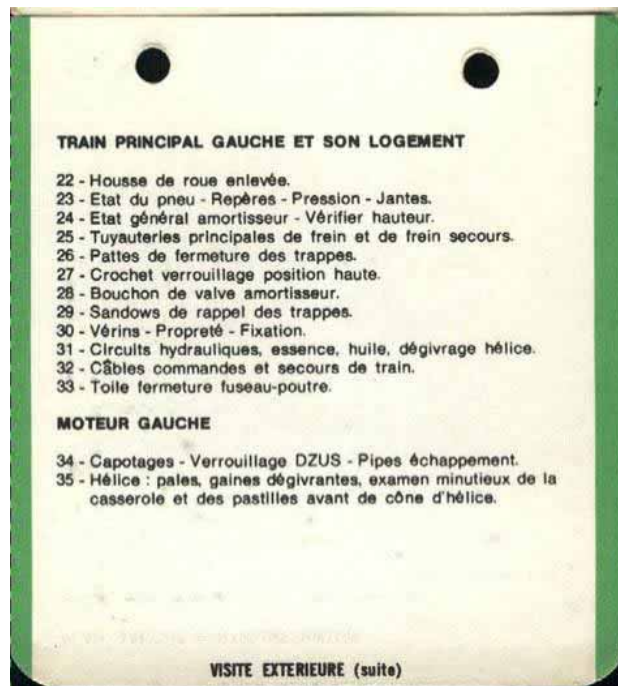 TRAIN PRINCIPAL GAUCHE ET SON LOGEMENT
22 - Housse de roue enlevée.
23 - Etat du pneu - Repères - Pression - Jantes.
24 - Etat général amortisseur - Vérifier hauteur.
25 - Tuyauteries principales de frein et de frein secours.
26 - Pattes de fermeture des trappes.
27 - Crochet verrouillage position haute.
28 - Bouchon de valve amortisseur.
29 - Sandows de rappel des trappes.
30 - Vérins - Propreté - Fixation.
31 - Circuits hydrauliques, essence, huile, dégivrage hélice.
32 - Câbles commandes et secours de train.
33 - Toile fermeture fuseau-poutre.
MOTEUR GAUCHE
34 - Capotages - Verrouillage DZUS - Pipes échappement.
35 - Hélice : pales, gaines dégivrantes, examen minutieux de la
casserole et des pastilles avant de cône d'hélice.
VISITE EXTERIEURE (suite)